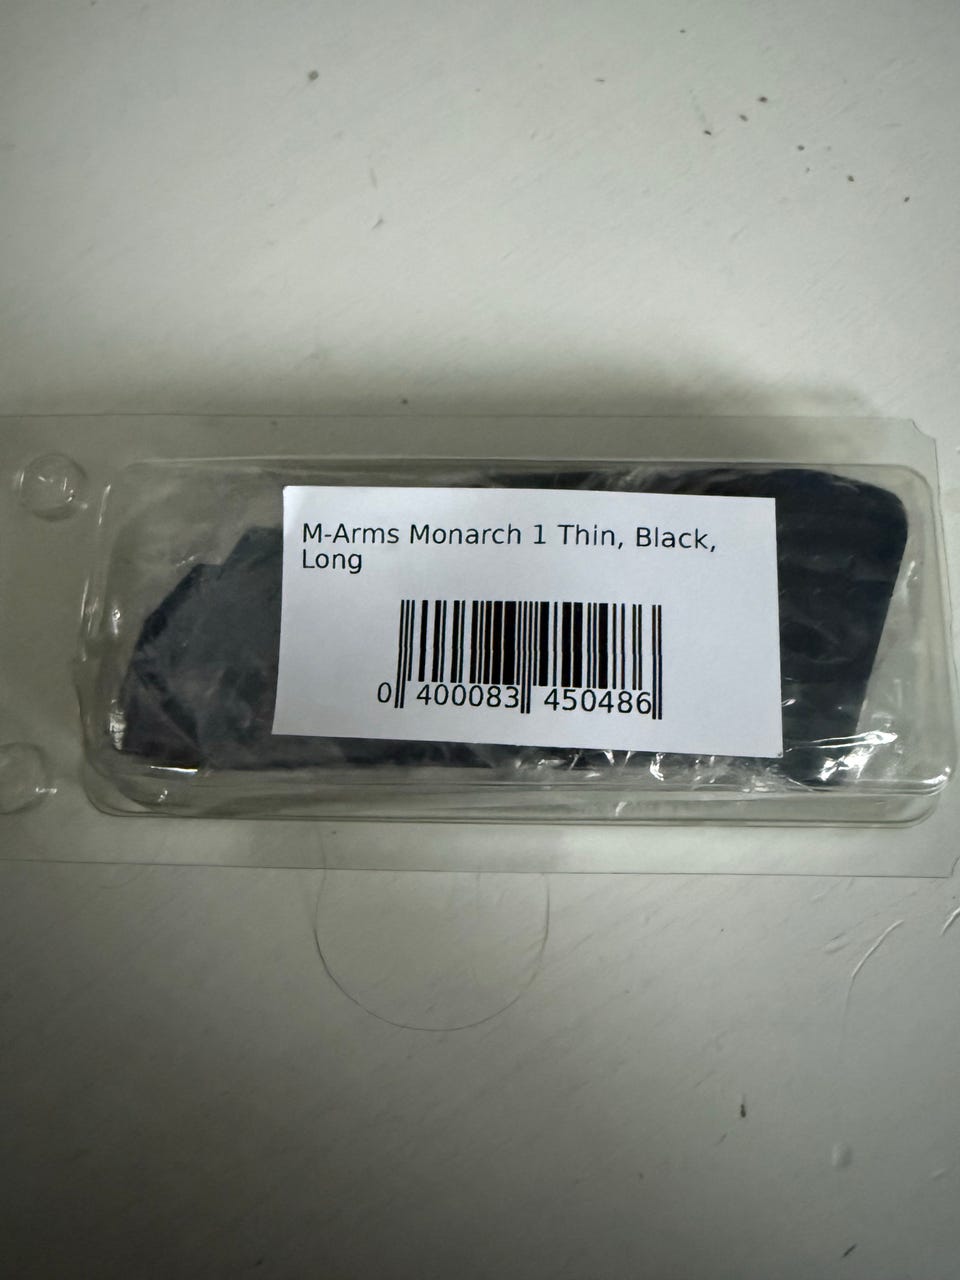 M-Arms Monarch 1 Thin, Black,
Long
0 400083 450486